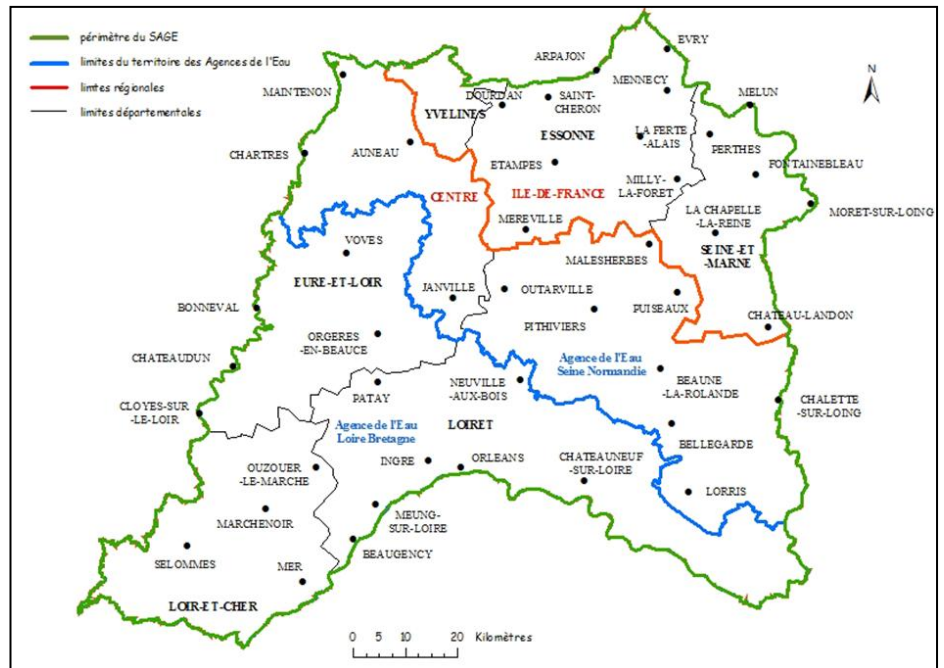 périmètre du SAGE
limites du territoire des Agences de l'Eau
limtes régionales
limites départementales
N
EVRY
ARPAJON
MENNECY
MAINTENON
DOURDAN
SAINT-
CHERON
MELUN
YVELINES
ESSONNE
LA FERTE
-ALAIS
PERTHES
CHARTRES
AUNEAU
ETAMPES
FONTAINEBLEAU
MILLY-
LA-FORET
CENTRE
ILE-DE-FRANCE
MORET-SUR-LOING
LA CHAPELLE
-LA-REINE
MEREVILLE
VOVES
MALESHERBES
SEINE-ET
-MARNE
EURE-ET-LOIR
JANVILLE
OUTARVILLE
PUISEAUX
BONNEVAL
PITHIVIERS
CHATEAU-LANDON
ORGERES
-EN-BEAUCE
Agence de l'Eau
Seine Normandie
CHATEAUDUN
PATAY
NEUVILLE
-AUX-BOIS
BEAUNE
-LA-ROLANDE
CHALETTE
-SUR-LOING
CLOYES-SUR
-LE-LOIR
Agence de l'Eau
Loire Bretagne
LOIRET
BELLEGARDE
INGRE
ORLEANS
CHATEAUNEUF
-SUR-LOIRE
OUZOUER
-LE-MARCHE
LORRIS
MARCHENOIR
MEUNG-
SUR-LOIRE
BEAUGENCY
SELOMMES
MER
LOIR-ET-CHER
0 5 10 20 Kilomètres